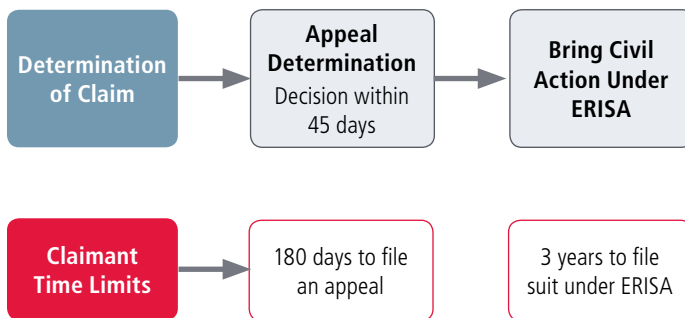 Determination
of Claim
Appeal
Determination
Decision within
45 days
Bring Civil
Action Under
ERISA
Claimant
Time Limits
180 days to file
an appeal
3 years to file
suit under ERISA